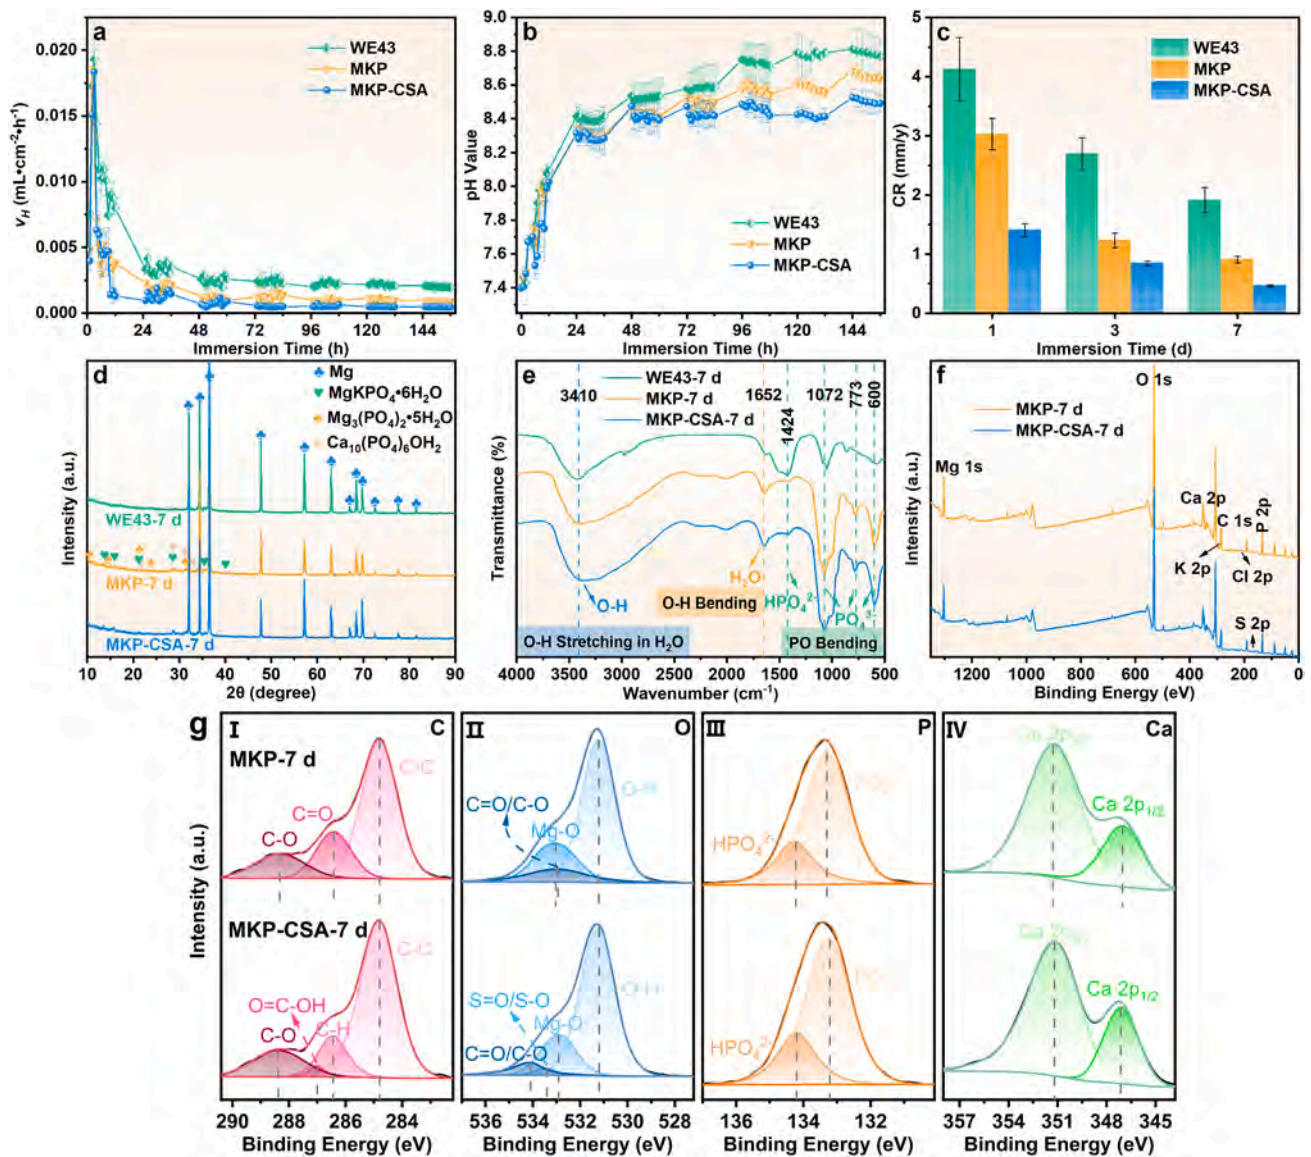 a
WE43
MKP
MKP-CSA
0.020
0.015
0.010
0.005
0.000
v_H (mL•cm⁻²•h⁻¹)
0 24 48 72 96 120 144
Immersion Time (h)
b
8.8
8.6
8.4
8.2
8.0
7.8
7.6
7.4
pH Value
WE43
MKP
MKP-CSA
0 24 48 72 96 120 144
Immersion Time (h)
c
WE43
MKP
MKP-CSA
5
4
3
2
1
0
CR (mm/y)
1 3 7
Immersion Time (d)
d
Mg
MgKPO₄•6H₂O
Mg₃(PO₄)₂•5H₂O
Ca₁₀(PO₄)₆OH₂
WE43-7 d
MKP-7 d
MKP-CSA-7 d
Intensity (a.u.)
10 20 30 40 50 60 70 80 90
2θ (degree)
e
WE43-7 d
MKP-7 d
MKP-CSA-7 d
3410
1652
1424
1072
773
600
Transmittance (%)
O-H
H₂O
HPO₄²⁻
PO₄³⁻
O-H Bending
O-H Stretching in H₂O
PO Bending
4000 3500 3000 2500 2000 1500 1000 500
Wavenumber (cm⁻¹)
f
O 1s
MKP-7 d
MKP-CSA-7 d
Mg 1s
Ca 2p
C 1s
P 2p
K 2p
Cl 2p
S 2p
Intensity (a.u.)
1200 1000 800 600 400 200 0
Binding Energy (eV)
g
I
C
MKP-7 d
C-C
C=O
C-O
MKP-CSA-7 d
C-C
O=C-OH
C-O
C-H
Intensity (a.u.)
290 288 286 284
Binding Energy (eV)
II
O
O-H
C=O/C-O
Mg-O
O-H
S=O/S-O
Mg-O
C=O/C-O
536 534 532 530 528
Binding Energy (eV)
III
P
HPO₄²⁻
HPO₄²⁻
136 134 132
Binding Energy (eV)
IV
Ca
Ca 2p₁/₂
Ca 2p₁/₂
357 354 351 348 345
Binding Energy (eV)